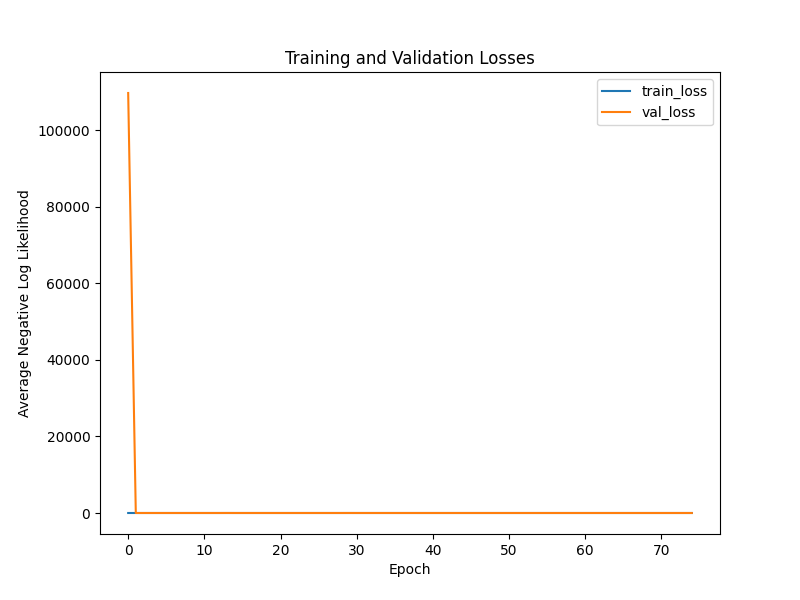 Training and Validation Losses
train_loss
val_loss
Average Negative Log Likelihood
100000
80000
60000
40000
20000
0
0 10 20 30 40 50 60 70
Epoch